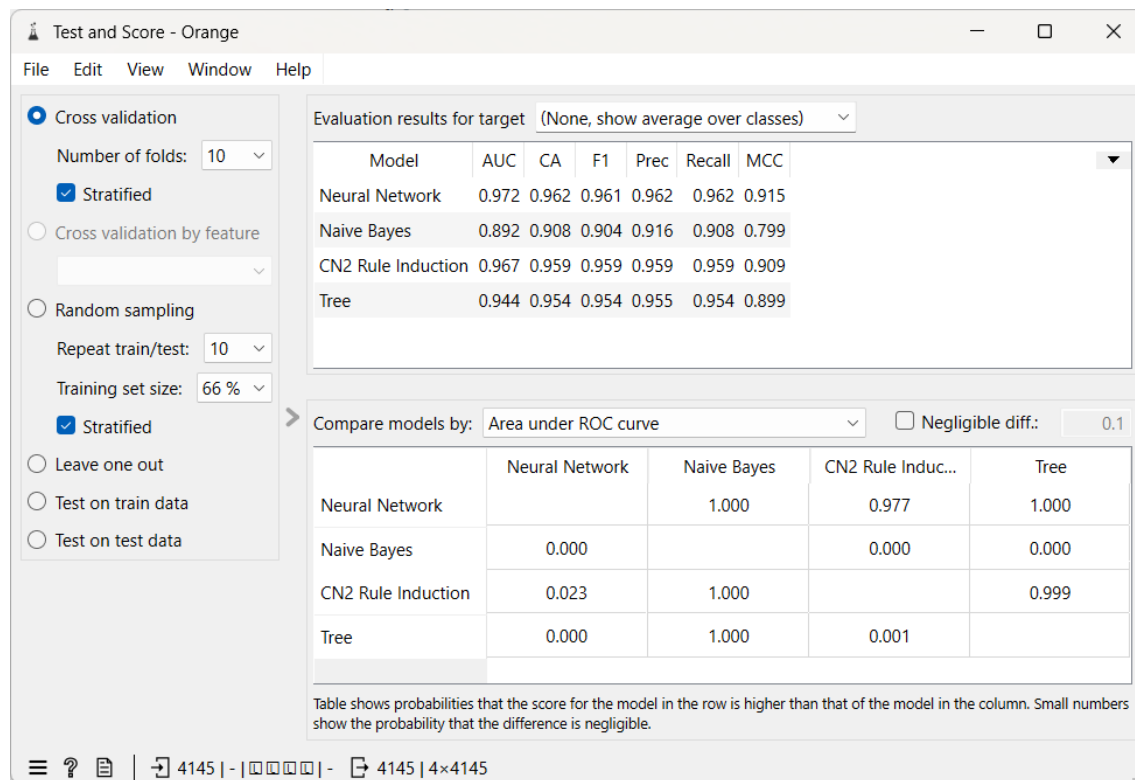 Test and Score - Orange
File Edit View Window Help
Cross validation
Number of folds: 10
Stratified
Cross validation by feature
Random sampling
Repeat train/test: 10
Training set size: 66 %
Stratified
Leave one out
Test on train data
Test on test data
Evaluation results for target (None, show average over classes)
Model AUC CA F1 Prec Recall MCC
Neural Network 0.972 0.962 0.961 0.962 0.962 0.915
Naive Bayes 0.892 0.908 0.904 0.916 0.908 0.799
CN2 Rule Induction 0.967 0.959 0.959 0.959 0.959 0.909
Tree 0.944 0.954 0.954 0.955 0.954 0.899
Compare models by: Area under ROC curve Negligible diff.: 0.1
Neural Network Naive Bayes CN2 Rule Induc... Tree
Neural Network 1.000 0.977 1.000
Naive Bayes 0.000 0.000 0.000
CN2 Rule Induction 0.023 1.000 0.999
Tree 0.000 1.000 0.001
Table shows probabilities that the score for the model in the row is higher than that of the model in the column. Small numbers
show the probability that the difference is negligible.
4145 | - | | - 4145 | 4×4145